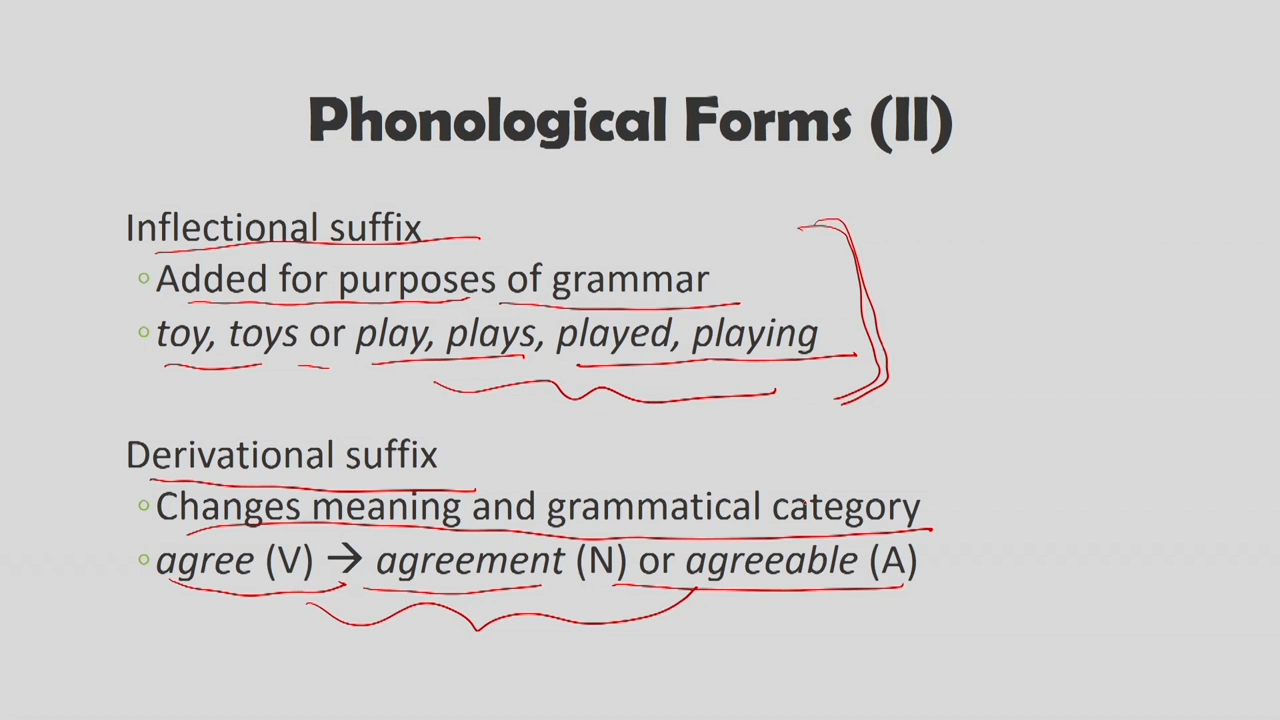 Phonological Forms (II)
Inflectional suffix
◦Added for purposes of grammar
◦toy, toys or play, plays, played, playing
Derivational suffix
◦Changes meaning and grammatical category
◦agree (V) → agreement (N) or agreeable (A)